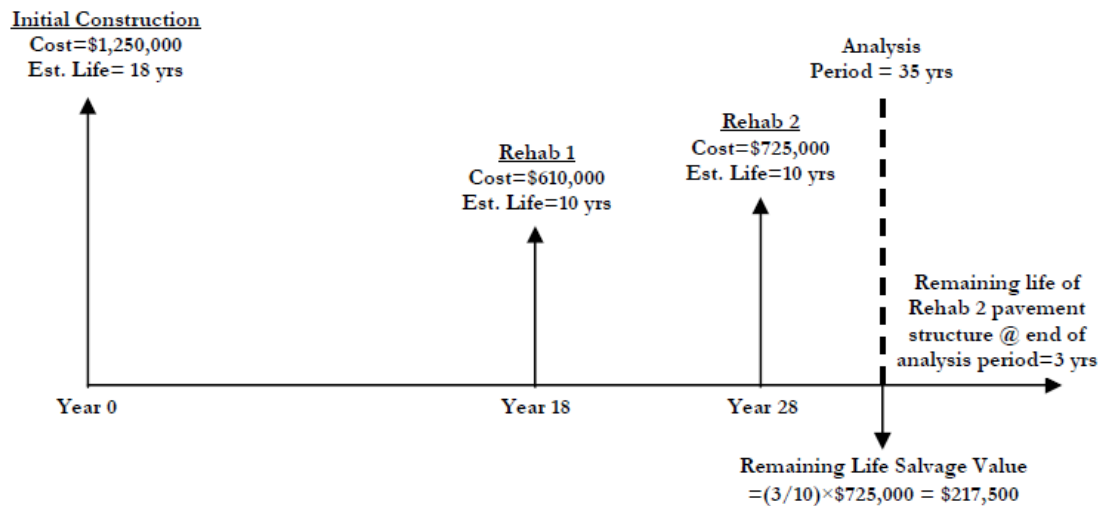 Initial Construction
Cost=$1,250,000
Est. Life= 18 yrs
Analysis
Period = 35 yrs
Rehab 1
Cost=$610,000
Est. Life=10 yrs
Rehab 2
Cost=$725,000
Est. Life=10 yrs
Remaining life of
Rehab 2 pavement
structure @ end of
analysis period=3 yrs
Year 0
Year 18
Year 28
Remaining Life Salvage Value
=(3/10)×$725,000 = $217,500